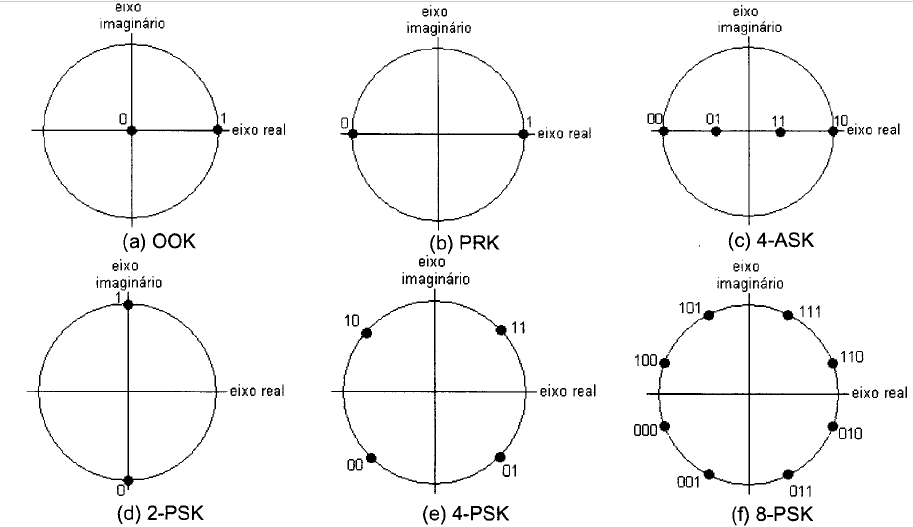 eixo
imaginário
0
1
eixo real
(a) OOK
eixo
imaginário
0
1
eixo real
(b) PRK
eixo
imaginário
00
01
11
10
eixo real
(c) 4-ASK
eixo
imaginário
1
eixo real
0
(d) 2-PSK
eixo
imaginário
10
11
eixo real
00
01
(e) 4-PSK
eixo
imaginário
101
111
100
110
eixo real
000
010
001
011
(f) 8-PSK